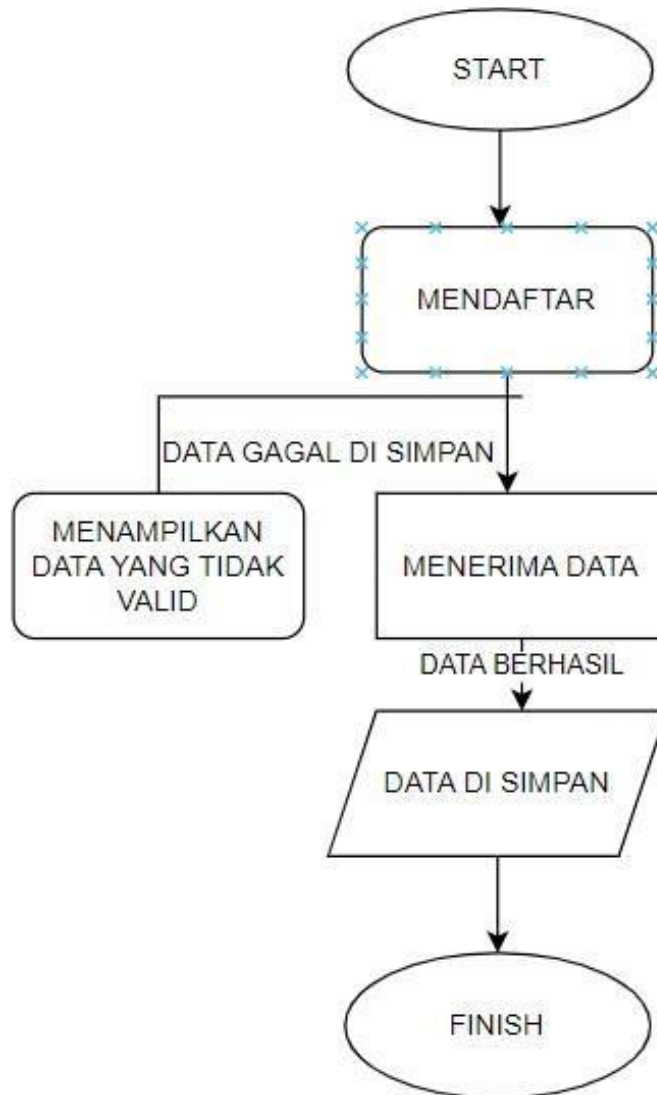 START
MENDAFTAR
DATA GAGAL DI SIMPAN
MENAMPILKAN
DATA YANG TIDAK
VALID
MENERIMA DATA
DATA BERHASIL
DATA DI SIMPAN
FINISH